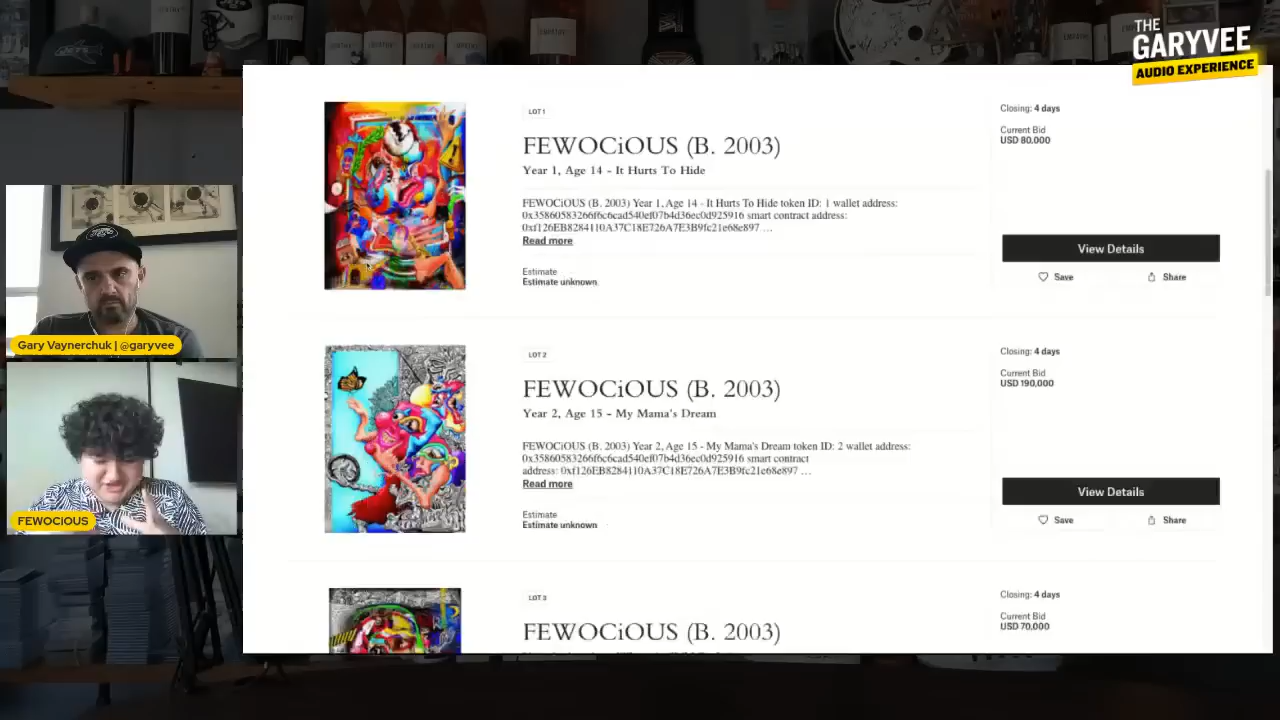 THE
GARYVEE
AUDIO EXPERIENCE
LOT 1
FEWOCiOUS (B. 2003)
Year 1, Age 14 - It Hurts To Hide
FEWOCiOUS (B. 2003) Year 1, Age 14 - It Hurts To Hide token ID: 1 wallet address:
0x35860583266f6c6cad540ef07b4d36ec0d925916 smart contract address:
0xf126EB8284110A37C18E726A7E3B9fc21e68e897 ...
Read more
Estimate
Estimate unknown
Closing: 4 days
Current Bid
USD 80,000
View Details
Save
Share
LOT 2
FEWOCiOUS (B. 2003)
Year 2, Age 15 - My Mama's Dream
FEWOCiOUS (B. 2003) Year 2, Age 15 - My Mama's Dream token ID: 2 wallet address:
0x35860583266f6c6cad540ef07b4d36ec0d925916 smart contract
address: 0xf126EB8284110A37C18E726A7E3B9fc21e68e897 ...
Read more
Estimate
Estimate unknown
Closing: 4 days
Current Bid
USD 190,000
View Details
Save
Share
LOT 3
FEWOCiOUS (B. 2003)
Closing: 4 days
Current Bid
USD 70,000
Gary Vaynerchuk | @garyvee
FEWOCiOUS